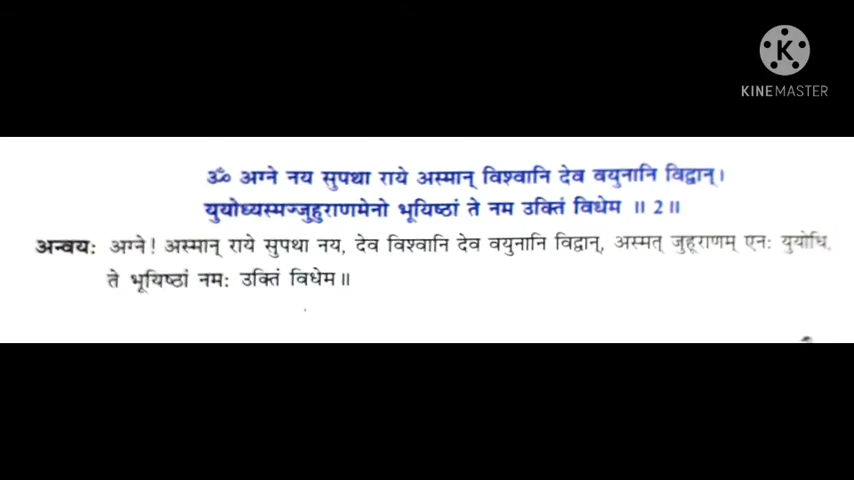 K
KINEMASTER
ॐ अग्ने नय सुपथा राये अस्मान् विश्वानि देव वयुनानि विद्वान्।
युयोध्यस्मञ्जुहुराणमेनो भूयिष्ठां ते नम उक्तिं विधेम ॥ 2॥
अन्वय: अग्ने! अस्मान् राये सुपथा नय, देव विश्वानि देव वयुनानि विद्वान्, अस्मत् जुहूराणम् एन: युयोधि,
ते भूयिष्ठां नम: उक्तिं विधेम॥